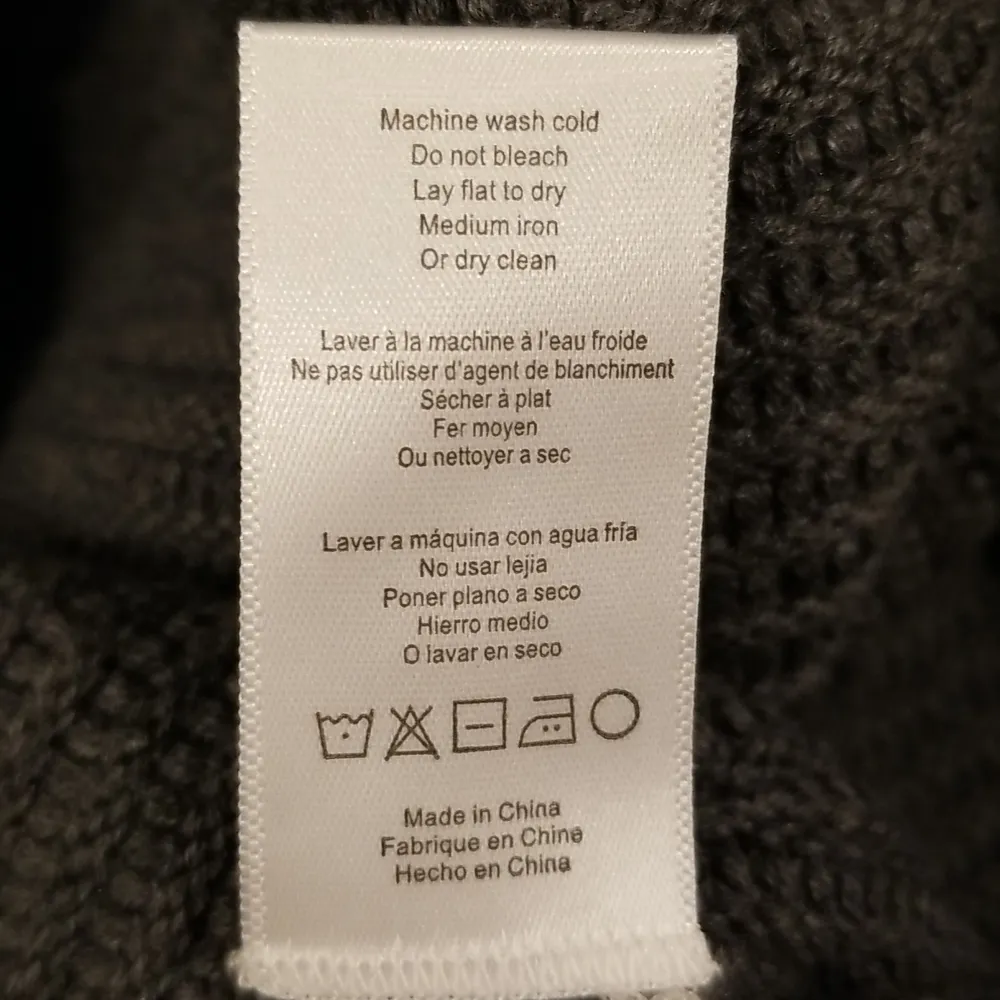 Machine wash cold
Do not bleach
Lay flat to dry
Medium iron
Or dry clean
Laver à la machine à l'eau froide
Ne pas utiliser d'agent de blanchiment
Sécher à plat
Fer moyen
Ou nettoyer a sec
Laver a máquina con agua fría
No usar lejia
Poner plano a seco
Hierro medio
O lavar en seco
Made in China
Fabrique en Chine
Hecho en China